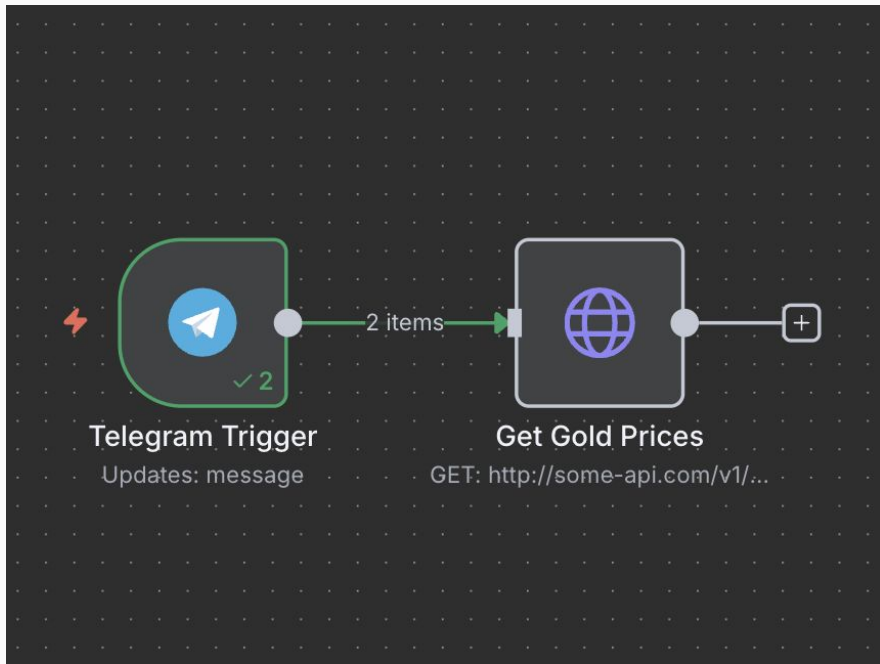 2 items
2
Telegram Trigger
Get Gold Prices
Updates: message
GET: http://some-api.com/v1/...